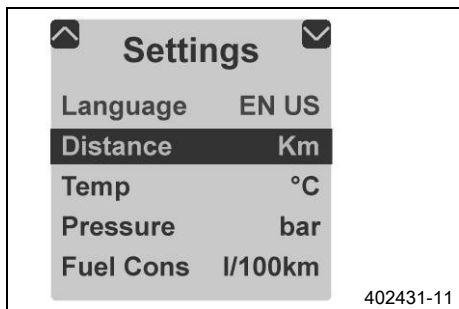 Settings
Language EN US
Distance Km
Temp °C
Pressure bar
Fuel Cons l/100km
402431-11